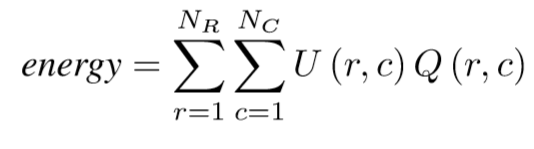 energy = \sum_{r=1}^{N_R} \sum_{c=1}^{N_C} U (r, c) Q (r, c)